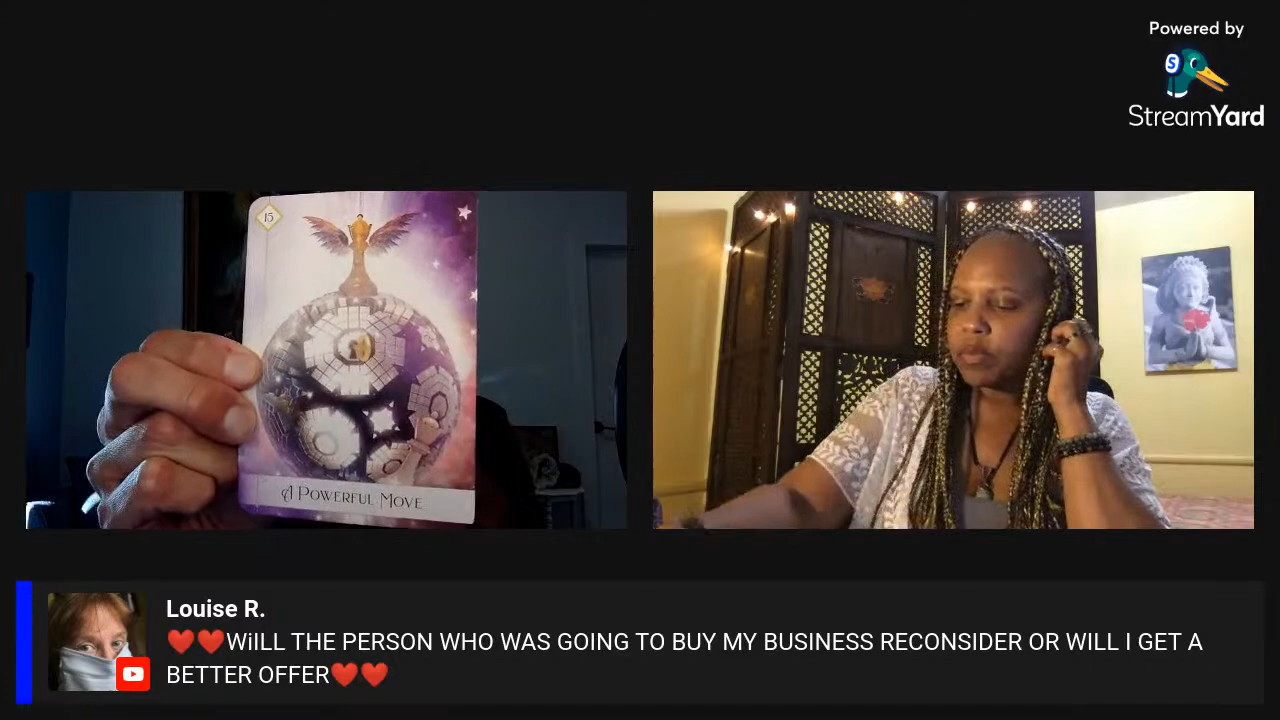 Powered by
S
StreamYard
15
A Powerful Move
Louise R.
❤️❤️WiILL THE PERSON WHO WAS GOING TO BUY MY BUSINESS RECONSIDER OR WILL I GET A
BETTER OFFER❤️❤️